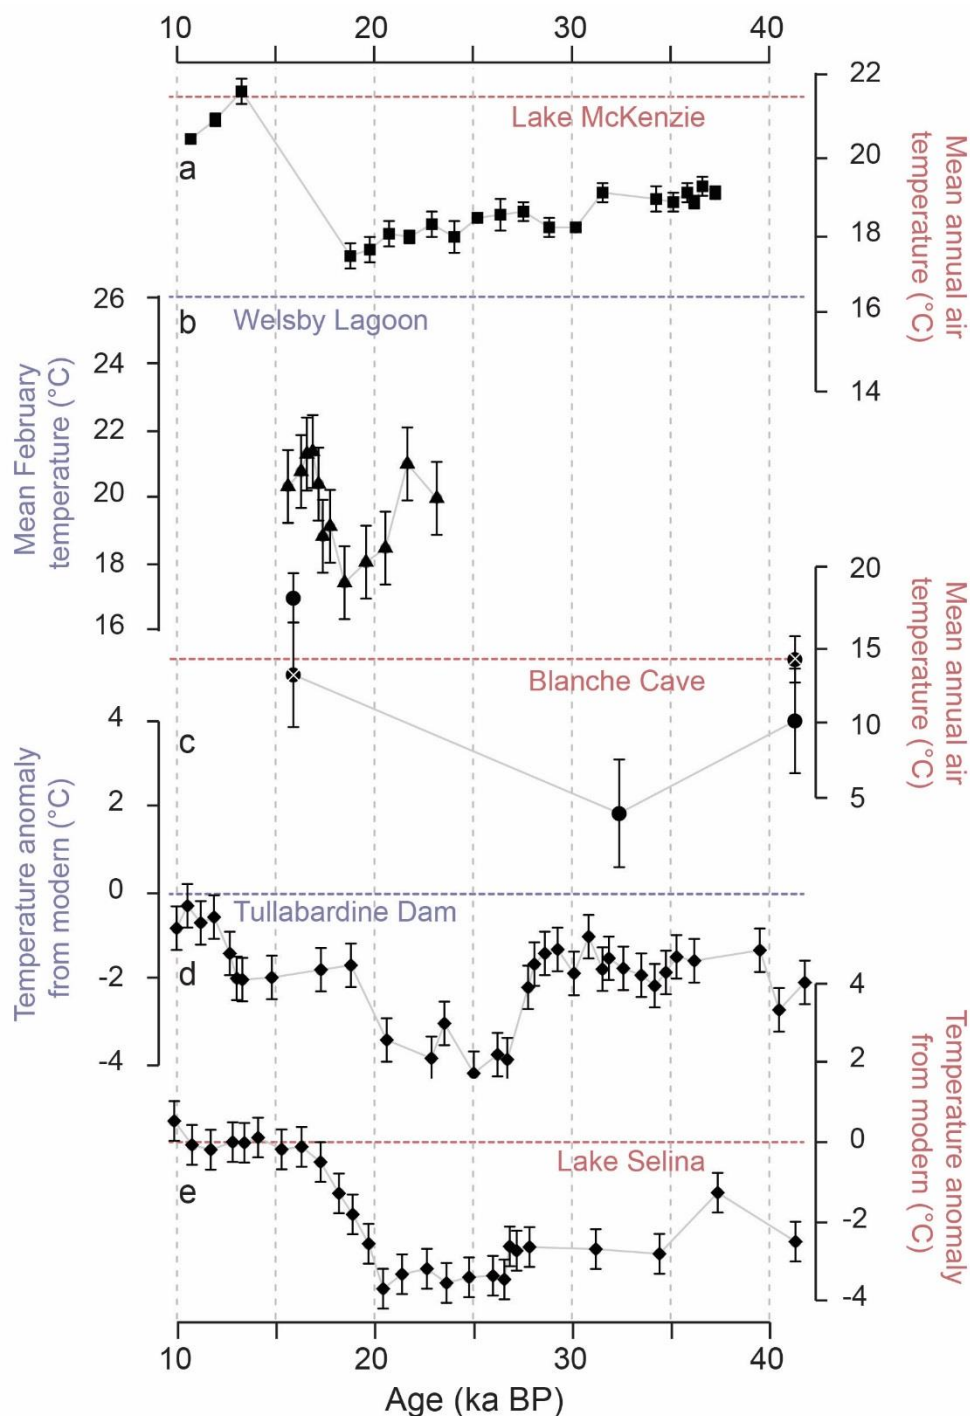 10 20 30 40
22
Lake McKenzie
a
20
18
16
14
Mean annual air
temperature (°C)
26
b
Welsby Lagoon
24
22
20
18
16
Mean February
temperature (°C)
20
15
10
5
Mean annual air
temperature (°C)
Blanche Cave
c
4
2
0
-2
-4
Temperature anomaly
from modern (°C)
Tullabardine Dam
d
4
2
0
-2
-4
Temperature anomaly
from modern (°C)
Lake Selina
e
10 20 30 40
Age (ka BP)